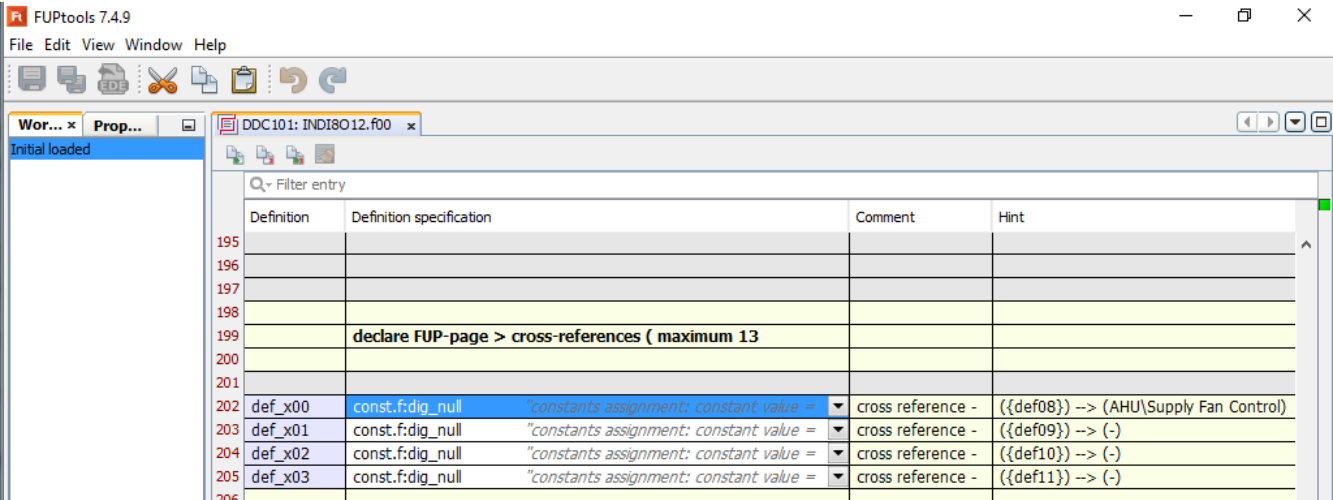 Ft FUPtools 7.4.9
File Edit View Window Help
EDE
Wor... × Prop... DDC101: INDI8O12.f00 ×
Initial loaded
Filter entry
Definition Definition specification Comment Hint
195
196
197
198
199 declare FUP-page > cross-references ( maximum 13
200
201
202 def_x00 const.f:dig_null "constants assignment: constant value = cross reference - ({def08}) --> (AHU\Supply Fan Control)
203 def_x01 const.f:dig_null "constants assignment: constant value = cross reference - ({def09}) --> (-)
204 def_x02 const.f:dig_null "constants assignment: constant value = cross reference - ({def10}) --> (-)
205 def_x03 const.f:dig_null "constants assignment: constant value = cross reference - ({def11}) --> (-)
206